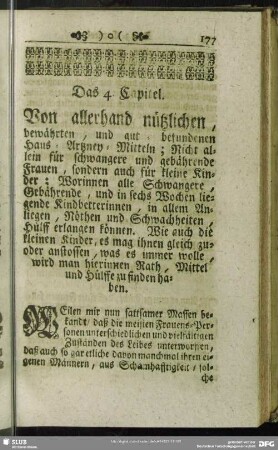 ) o (
177
Das 4. Capitel.
Von allerhand nützlichen,
bewährten, und gut befundenen
Haus-Artzney-Mitteln; Nicht al-
lein für schwangere und gebährende
Frauen, sondern auch für kleine Kin-
der; Worinnen alle Schwangere,
Gebährende, und in sechs Wochen lie-
gende Kindbetterinnen, in allem An-
liegen, Nöthen und Schwachheiten,
Hülff erlangen können. Wie auch die
kleinen Kinder, es mag ihnen gleich zu-
oder anstossen, was es immer wolle,
wird man hierinnen Rath, Mittel
und Hülffe zu finden ha-
ben.
WEilen mir nun sattsamer Massen be-
kandt, daß die meisten Frauens-Per-
sonen unterschiedlichen und vielfältigen
Zuständen des Leibes unterworffen,
daß auch so gar etliche davon manchmal ihren ei-
genen Männern, aus Schamhafftigkeit, sol-
che
SLUB
DFG